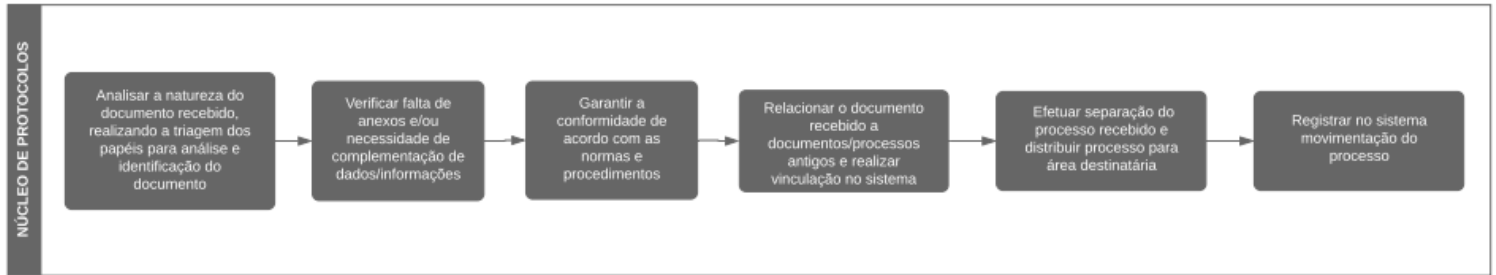 NÚCLEO DE PROTOCOLOS
Analisar a natureza do
documento recebido,
realizando a triagem dos
papéis para análise e
identificação do
documento
Verificar falta de
anexos e/ou
necessidade de
complementação de
dados/informações
Garantir a
conformidade de
acordo com as
normas e
procedimentos
Relacionar o documento
recebido a
documentos/processos
antigos e realizar
vinculação no sistema
Efetuar separação do
processo recebido e
distribuir processo para
área destinatária
Registrar no sistema
movimentação do
processo